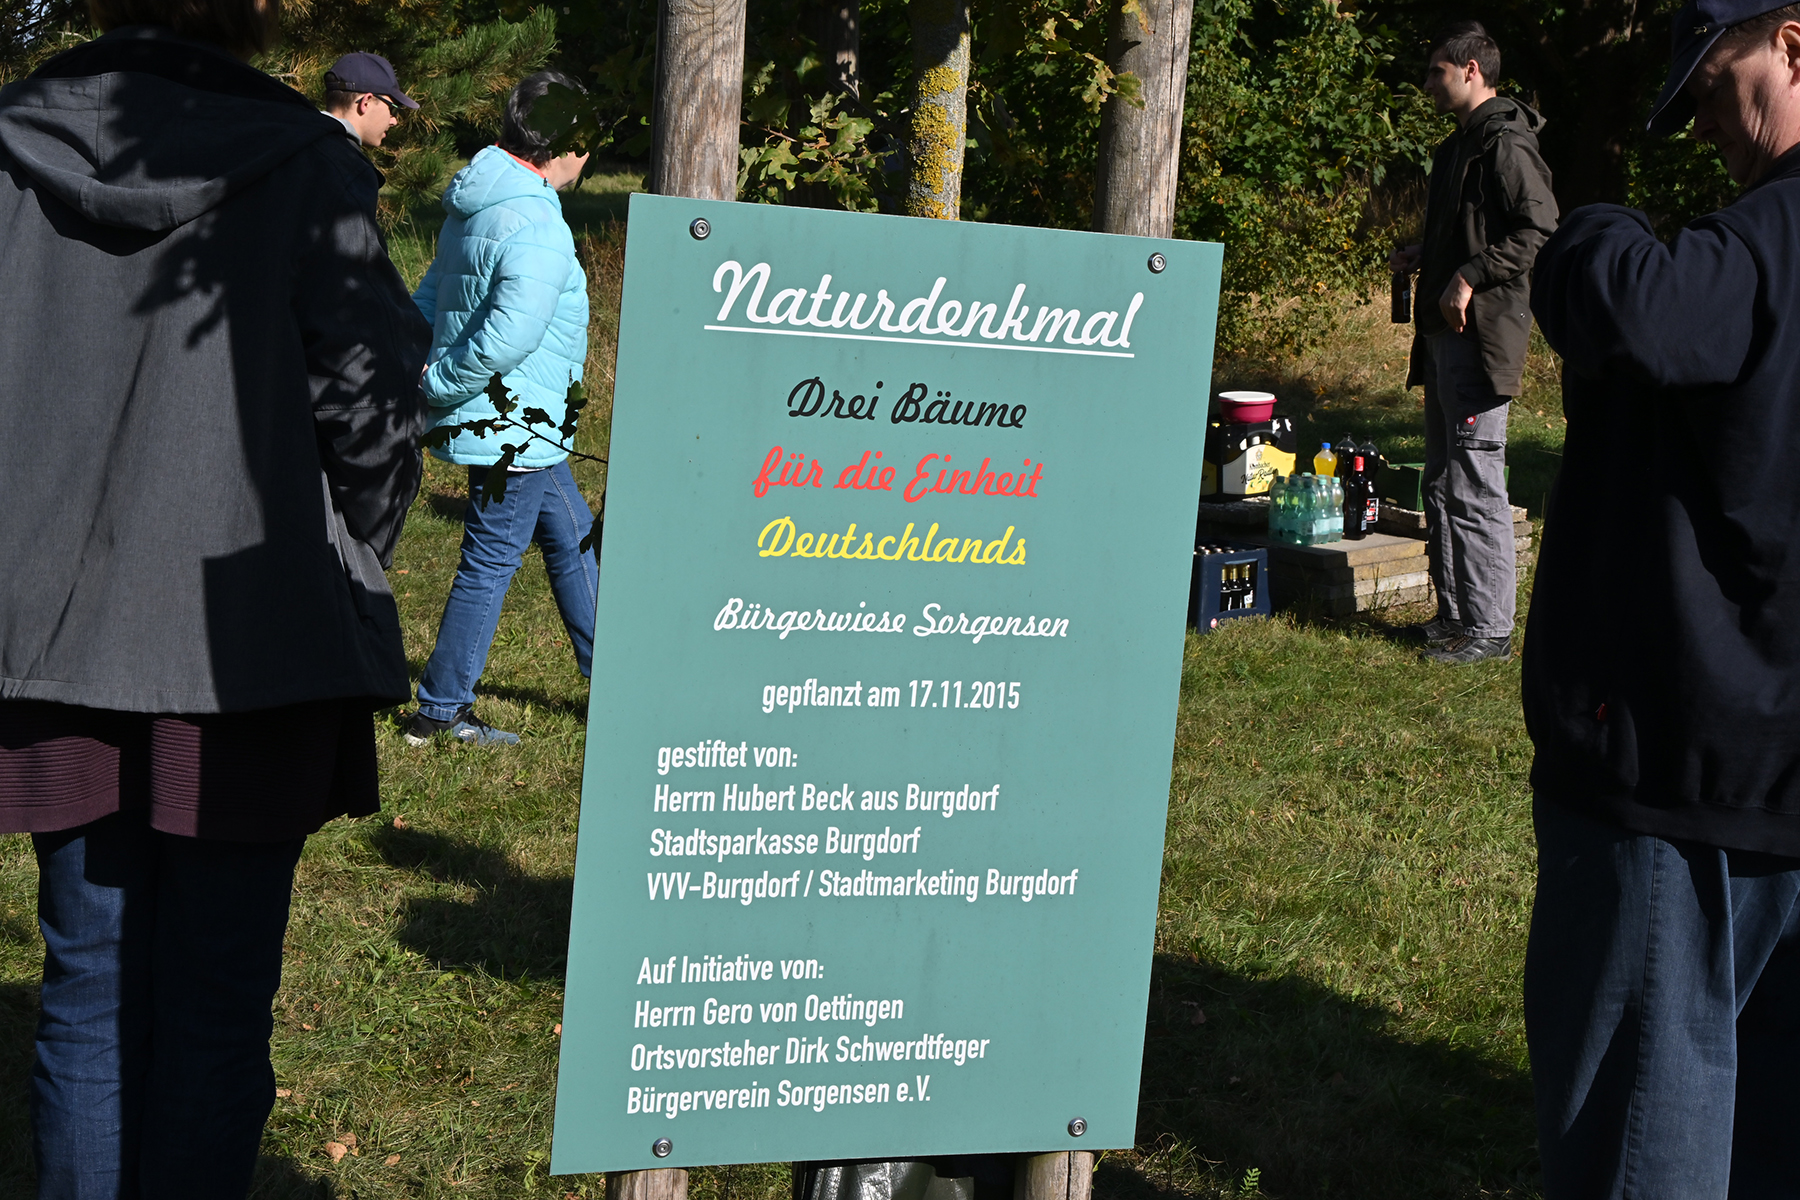 Naturdenkmal
Drei Bäume
für die Einheit
Deutschlands
Bürgerwiese Sorgensen
gepflanzt am 17.11.2015
gestiftet von:
Herrn Hubert Beck aus Burgdorf
Stadtsparkasse Burgdorf
VVV-Burgdorf / Stadtmarketing Burgdorf
Auf Initiative von:
Herrn Gero von Oettingen
Ortsvorsteher Dirk Schwerdtfeger
Bürgerverein Sorgensen e.V.